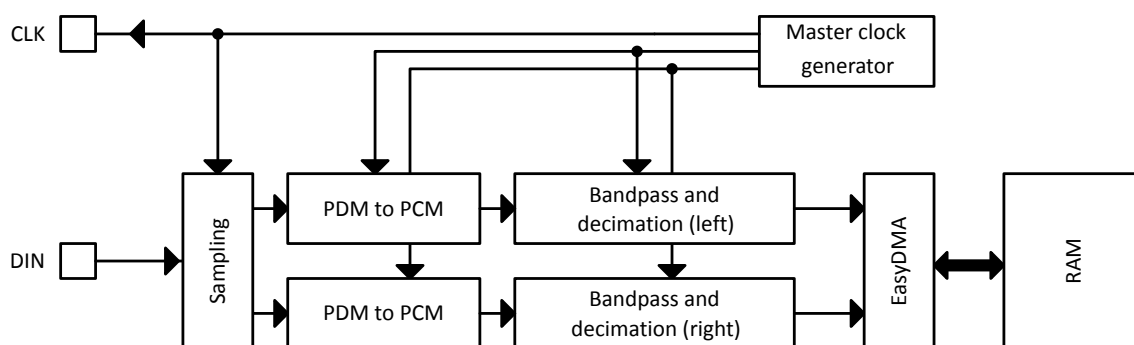 CLK
Master clock
generator
DIN
Sampling
PDM to PCM
Bandpass and
decimation (left)
PDM to PCM
Bandpass and
decimation (right)
EasyDMA
RAM